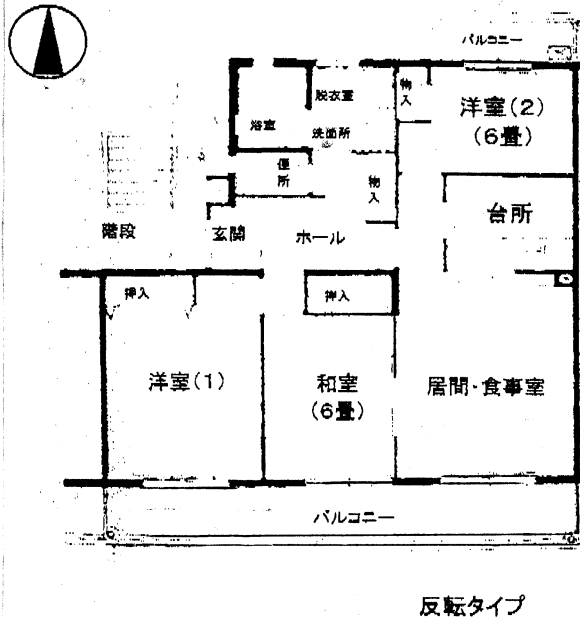 バルコニー
物入
脱衣室
洋室(2)
(6畳)
浴室
洗面所
便所
物入
台所
階段
玄関
ホール
押入
押入
洋室(1)
和室
(6畳)
居間・食事室
バルコニー
反転タイプ